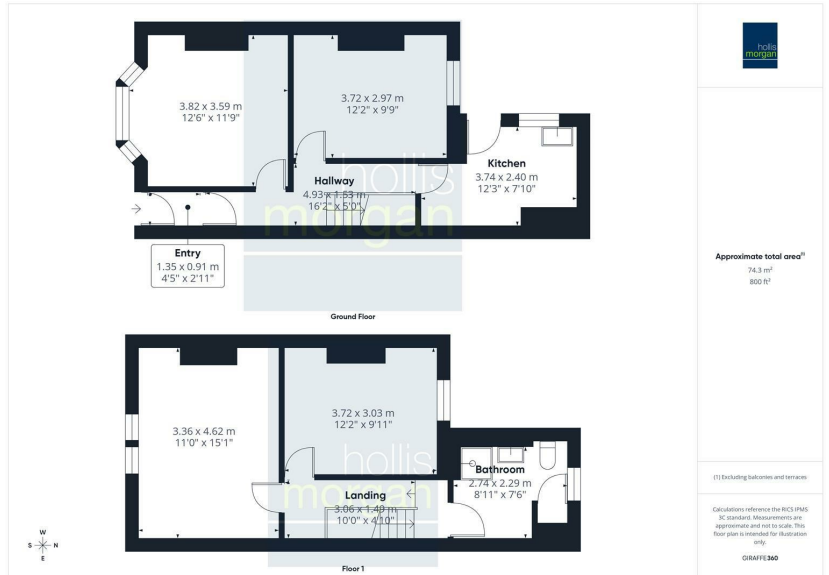 3.82 x 3.59 m
12'6" x 11'9"
3.72 x 2.97 m
12'2" x 9'9"
Kitchen
3.74 x 2.40 m
12'3" x 7'10"
Hallway
4.93 x 1.53 m
16'2" x 5'0"
hollis
morgan
Entry
1.35 x 0.91 m
4'5" x 2'11"
Ground Floor
3.36 x 4.62 m
11'0" x 15'1"
3.72 x 3.03 m
12'2" x 9'11"
Bathroom
2.74 x 2.29 m
8'11" x 7'6"
Landing
3.06 x 1.49 m
10'0" x 4'10"
hollis
morgan
Floor 1
W
S N
E
hollis
morgan
Approximate total area(1)
74.3 m²
800 ft²
(1) Excluding balconies and terraces
Calculations reference the RICS IPMS
3C standard. Measurements are
approximate and not to scale. This
floor plan is intended for illustration
only.
GIRAFFE360